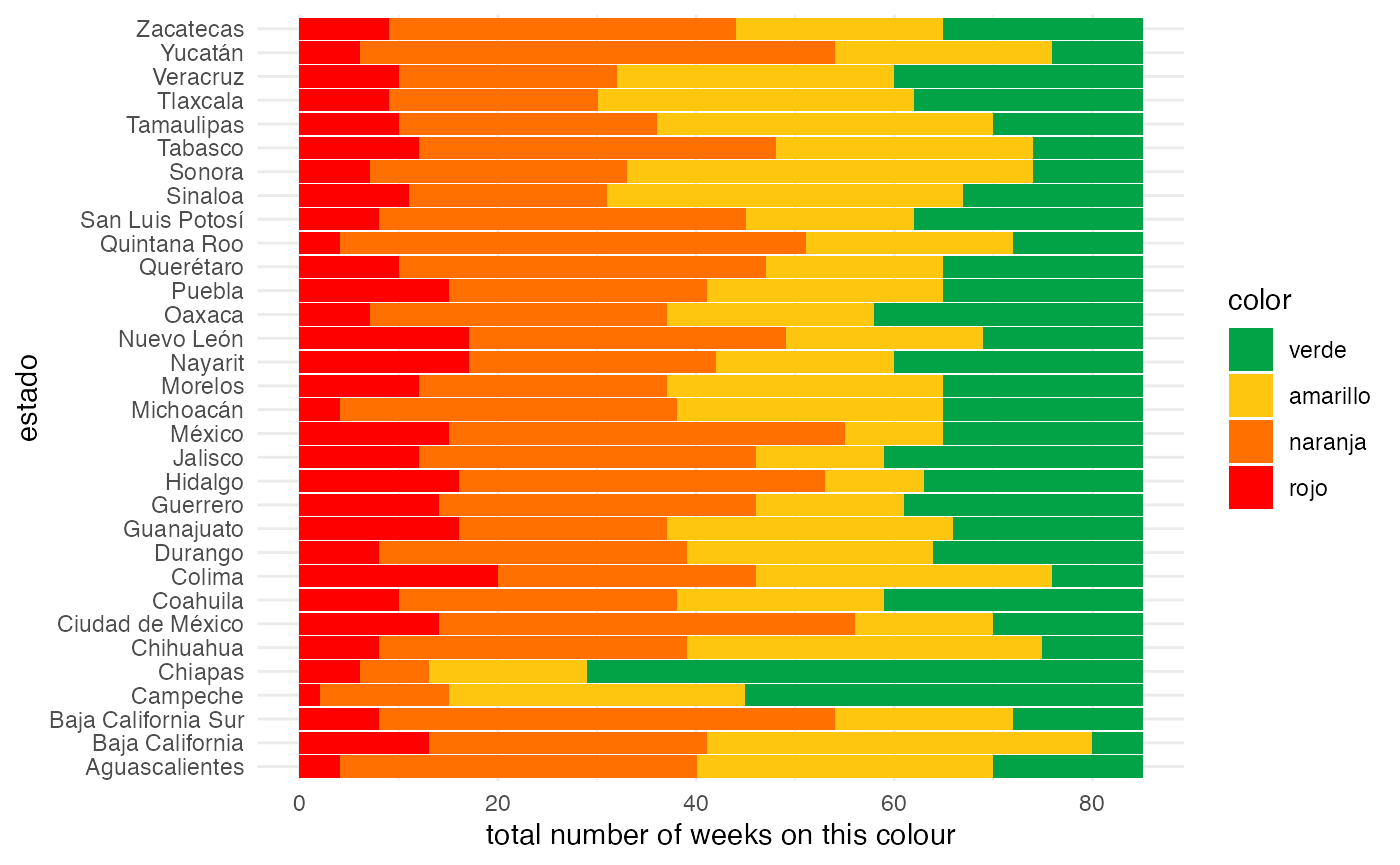 Zacatecas
Yucatán
Veracruz
Tlaxcala
Tamaulipas
Tabasco
Sonora
Sinaloa
San Luis Potosí
Quintana Roo
Querétaro
Puebla
Oaxaca
Nuevo León
Nayarit
Morelos
Michoacán
México
Jalisco
Hidalgo
Guerrero
Guanajuato
Durango
Colima
Coahuila
Ciudad de México
Chihuahua
Chiapas
Campeche
Baja California Sur
Baja California
Aguascalientes
estado
0 20 40 60 80
total number of weeks on this colour
color
verde
amarillo
naranja
rojo